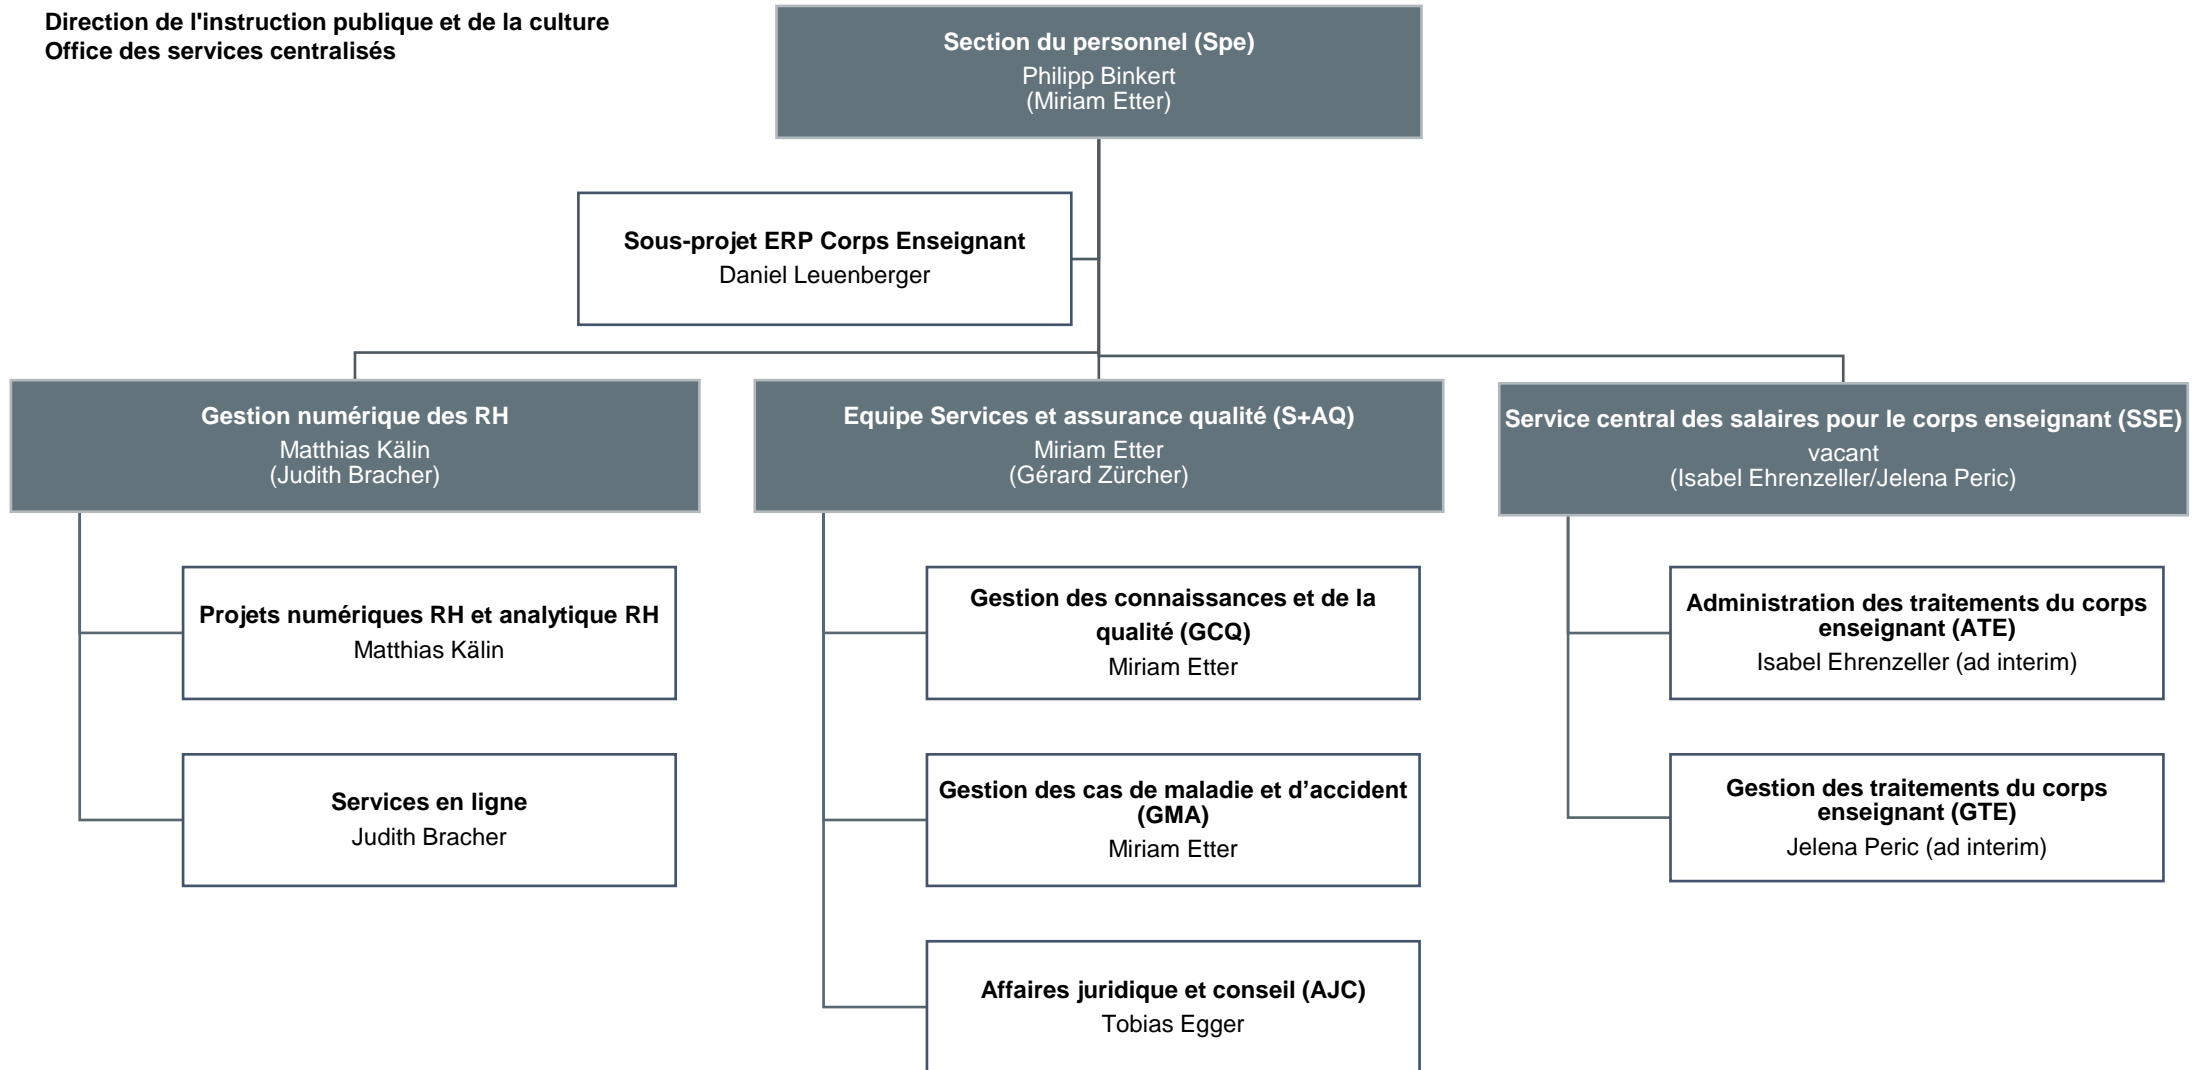 Direction de l'instruction publique et de la culture
Office des services centralisés
Section du personnel (Spe)
Philipp Binkert
(Miriam Etter)
Sous-projet ERP Corps Enseignant
Daniel Leuenberger
Gestion numérique des RH
Matthias Kälin
(Judith Bracher)
Projets numériques RH et analytique RH
Matthias Kälin
Services en ligne
Judith Bracher
Equipe Services et assurance qualité (S+AQ)
Miriam Etter
(Gérard Zürcher)
Gestion des connaissances et de la
qualité (GCQ)
Miriam Etter
Gestion des cas de maladie et d’accident
(GMA)
Miriam Etter
Affaires juridique et conseil (AJC)
Tobias Egger
Service central des salaires pour le corps enseignant (SSE)
vacant
(Isabel Ehrenzeller/Jelena Peric)
Administration des traitements du corps
enseignant (ATE)
Isabel Ehrenzeller (ad interim)
Gestion des traitements du corps
enseignant (GTE)
Jelena Peric (ad interim)